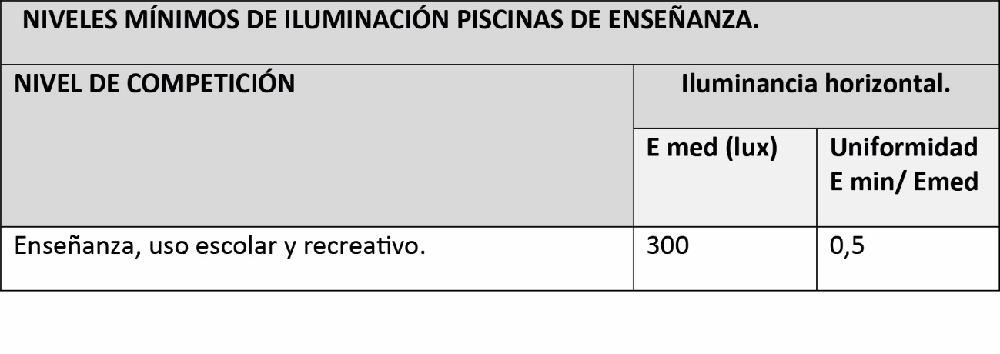 NIVELES MÍNIMOS DE ILUMINACIÓN PISCINAS DE ENSEÑANZA.
NIVEL DE COMPETICIÓN
Iluminancia horizontal.
E med (lux)
Uniformidad
E min/ Emed
Enseñanza, uso escolar y recreativo.
300
0,5